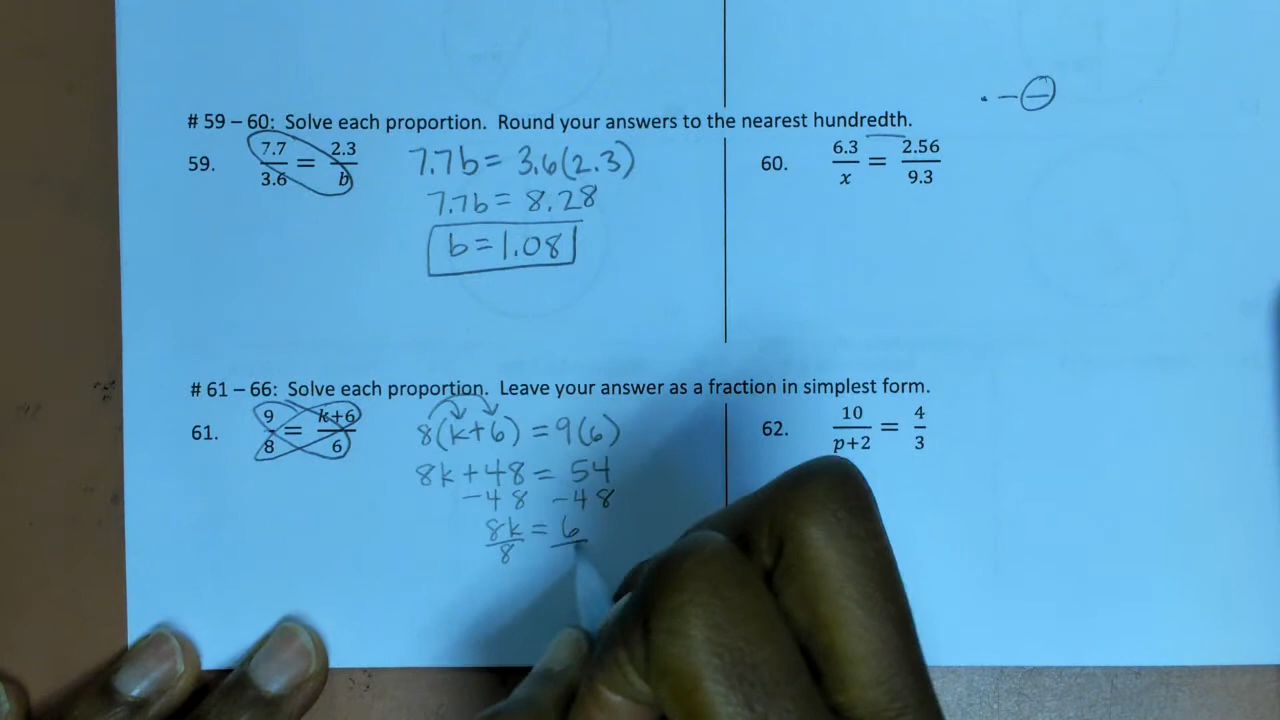 # 59 – 60: Solve each proportion. Round your answers to the nearest hundredth.
59. 7.7/3.6 = 2.3/b
7.7b = 3.6(2.3)
7.7b = 8.28
b = 1.08
60. 6.3/x = 2.56/9.3
# 61 – 66: Solve each proportion. Leave your answer as a fraction in simplest form.
61. 9/8 = k+6/6
8(k+6) = 9(6)
8k + 48 = 54
-48 -48
8k = 6
8
62. 10/p+2 = 4/3